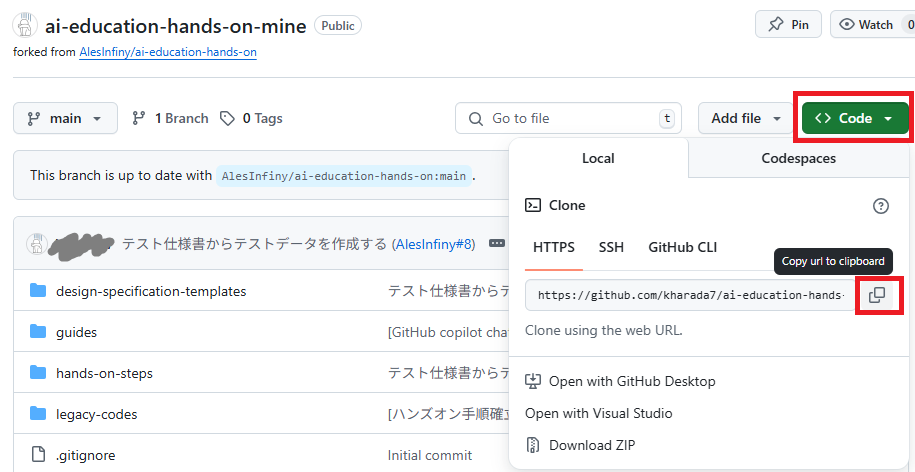 ai-education-hands-on-mine Public Pin Watch 0
forked from AlesInfiny/ai-education-hands-on
main 1 Branch 0 Tags Go to file t Add file Code
Local Codespaces
This branch is up to date with AlesInfiny/ai-education-hands-on:main.
Clone
テスト仕様書からテストデータを作成する (AlesInfiny#8)
HTTPS SSH GitHub CLI
Copy url to clipboard
design-specification-templates テスト仕様書から
https://github.com/kharada7/ai-education-hands-
guides [GitHub copilot cha
Clone using the web URL.
hands-on-steps テスト仕様書から
Open with GitHub Desktop
legacy-codes [ハンズオン手順確立
Open with Visual Studio
Download ZIP
.gitignore Initial commit